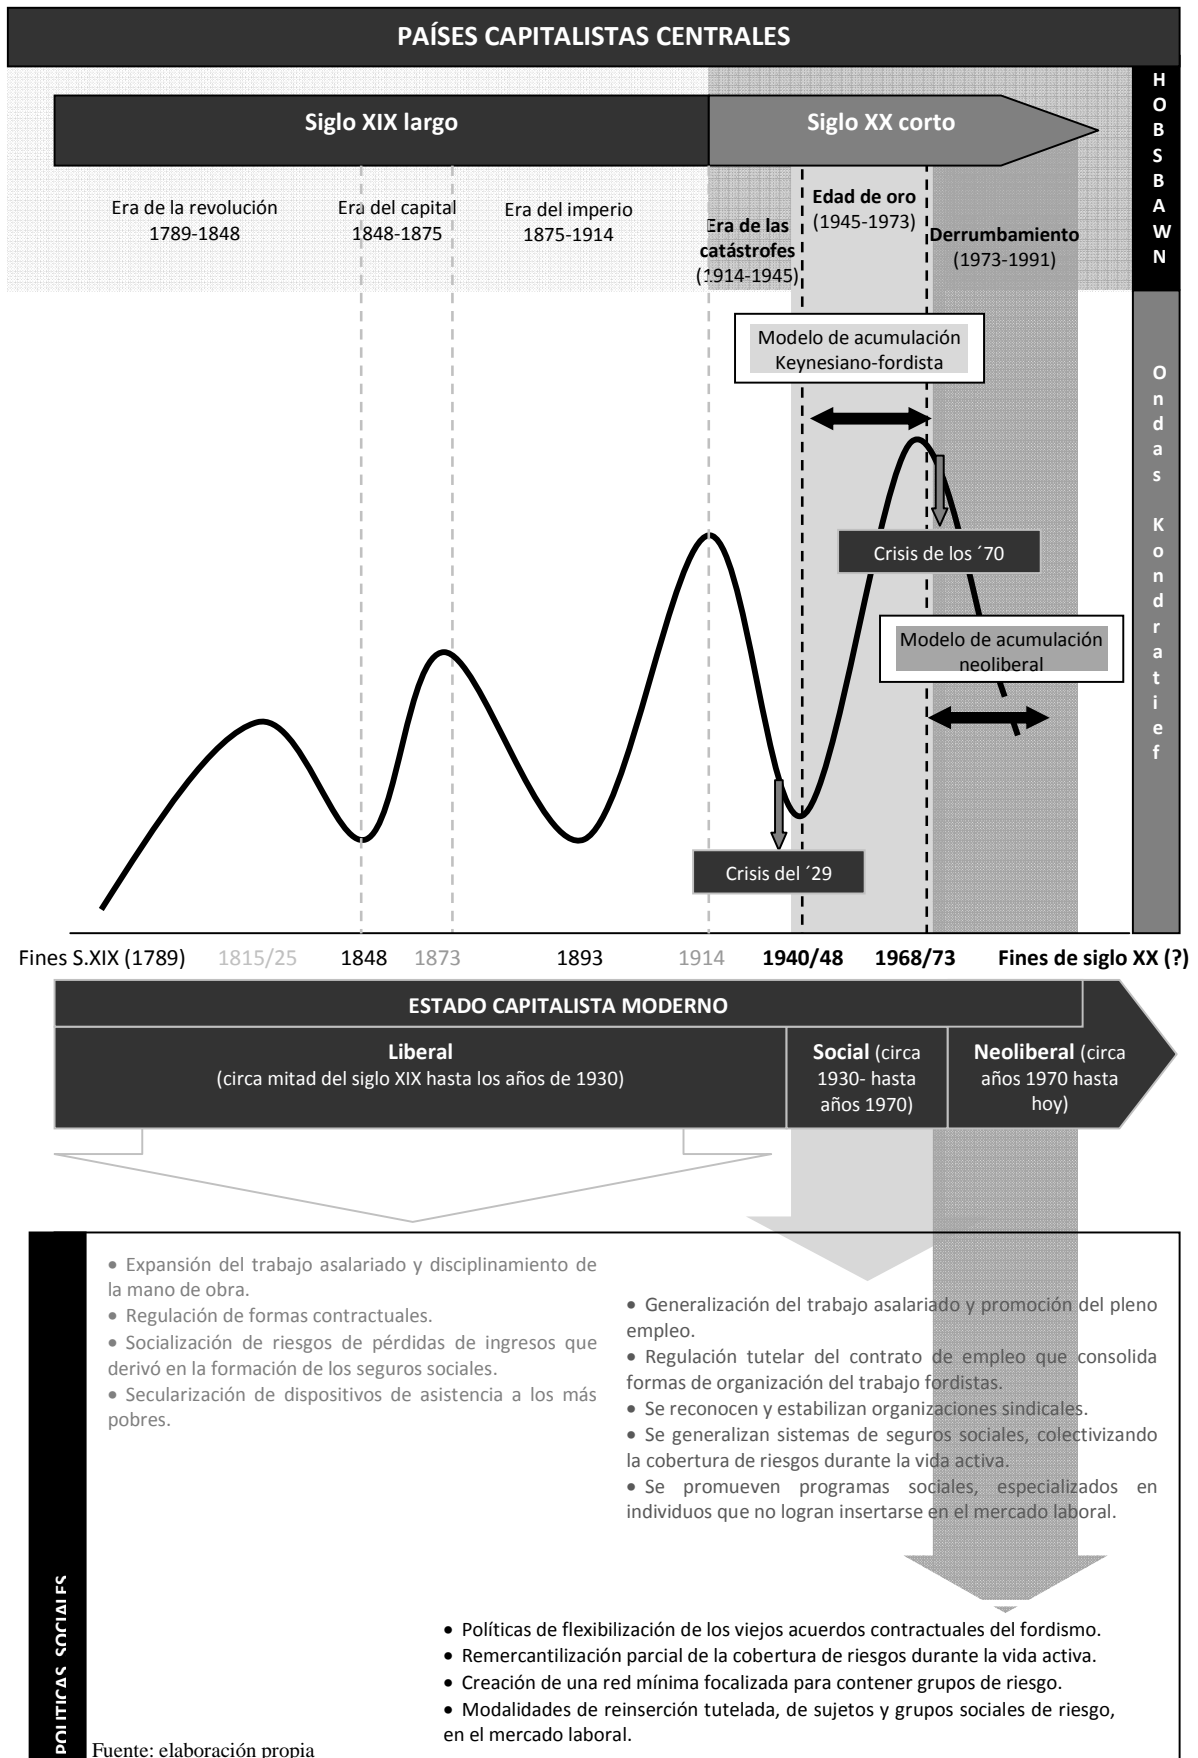 PAÍSES CAPITALISTAS CENTRALES
HOBSBAWN
Siglo XIX largo
Siglo XX corto
Era de la revolución
1789-1848
Era del capital
1848-1875
Era del imperio
1875-1914
Era de las
catástrofes
(1914-1945)
Edad de oro
(1945-1973)
Derrumbamiento
(1973-1991)
Ondas Kondratief
Modelo de acumulación
Keynesiano-fordista
Crisis de los ´70
Modelo de acumulación
neoliberal
Crisis del ´29
Fines S.XIX (1789)
1815/25
1848
1873
1893
1914
1940/48
1968/73
Fines de siglo XX (?)
ESTADO CAPITALISTA MODERNO
Liberal
(circa mitad del siglo XIX hasta los años de 1930)
Social (circa
1930- hasta
años 1970)
Neoliberal (circa
años 1970 hasta
hoy)
POLITICAS SOCIALES
• Expansión del trabajo asalariado y disciplinamiento de
la mano de obra.
• Regulación de formas contractuales.
• Socialización de riesgos de pérdidas de ingresos que
derivó en la formación de los seguros sociales.
• Secularización de dispositivos de asistencia a los más
pobres.
• Generalización del trabajo asalariado y promoción del pleno
empleo.
• Regulación tutelar del contrato de empleo que consolida
formas de organización del trabajo fordistas.
• Se reconocen y estabilizan organizaciones sindicales.
• Se generalizan sistemas de seguros sociales, colectivizando
la cobertura de riesgos durante la vida activa.
• Se promueven programas sociales, especializados en
individuos que no logran insertarse en el mercado laboral.
• Políticas de flexibilización de los viejos acuerdos contractuales del fordismo.
• Remercantilización parcial de la cobertura de riesgos durante la vida activa.
• Creación de una red mínima focalizada para contener grupos de riesgo.
• Modalidades de reinserción tutelada, de sujetos y grupos sociales de riesgo,
en el mercado laboral.
Fuente: elaboración propia